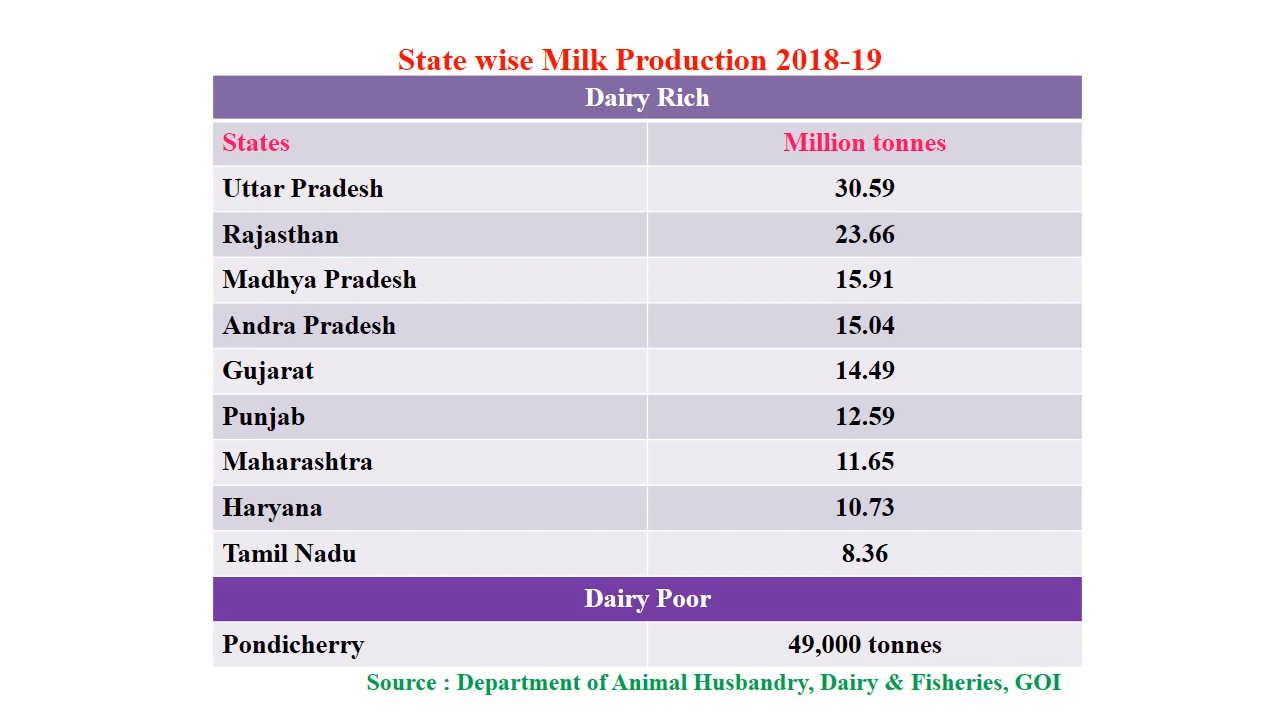 State wise Milk Production 2018-19
Dairy Rich
States Million tonnes
Uttar Pradesh 30.59
Rajasthan 23.66
Madhya Pradesh 15.91
Andra Pradesh 15.04
Gujarat 14.49
Punjab 12.59
Maharashtra 11.65
Haryana 10.73
Tamil Nadu 8.36
Dairy Poor
Pondicherry 49,000 tonnes
Source : Department of Animal Husbandry, Dairy & Fisheries, GOI